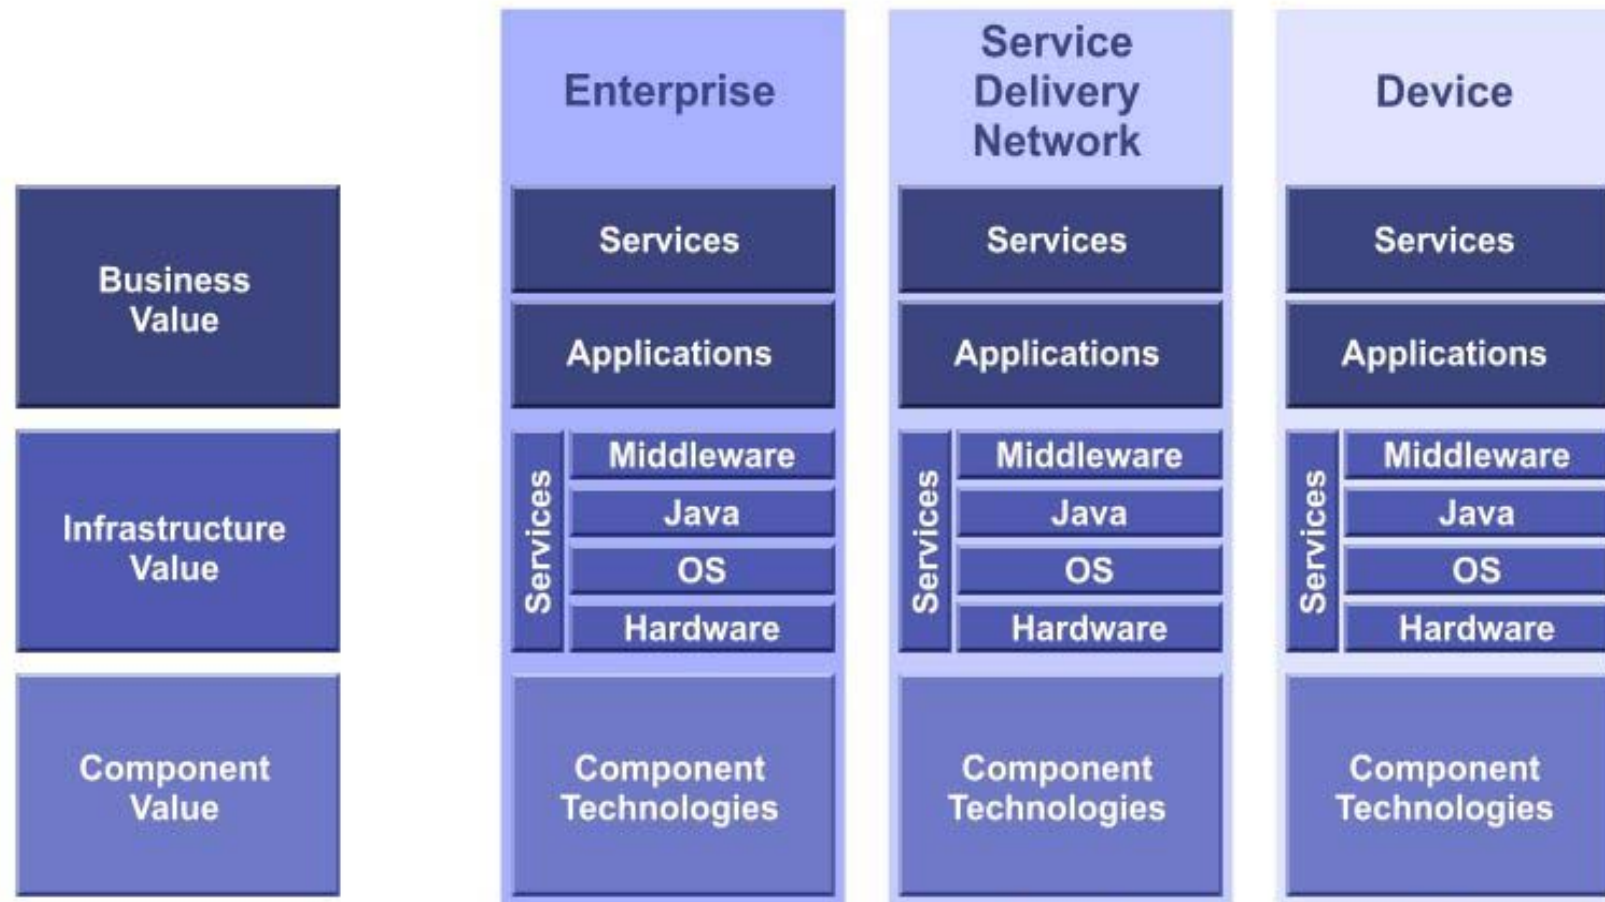 Enterprise
Service
Delivery
Network
Device
Business
Value
Services
Services
Services
Applications
Applications
Applications
Infrastructure
Value
Services
Middleware
Java
OS
Hardware
Services
Middleware
Java
OS
Hardware
Services
Middleware
Java
OS
Hardware
Component
Value
Component
Technologies
Component
Technologies
Component
Technologies